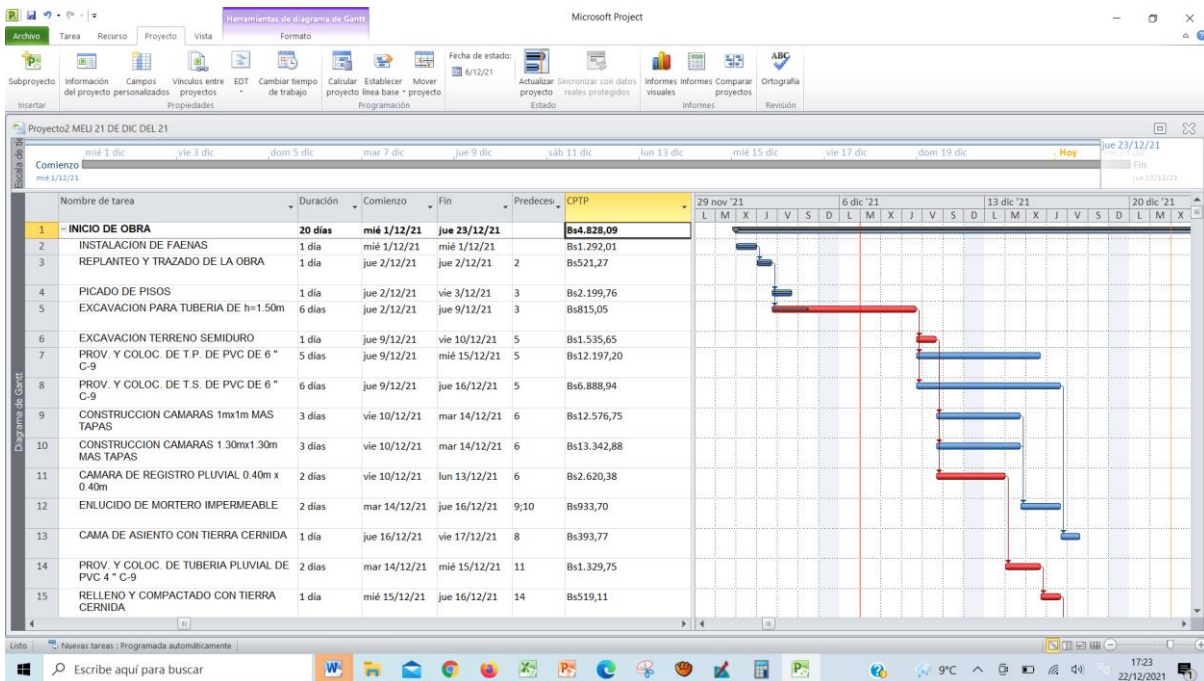 Herramientas de diagrama de Gantt
Microsoft Project
Archivo Tarea Recurso Proyecto Vista Formato
Subproyecto
Información del proyecto
Campos personalizados
Vínculos entre proyectos
EDT
Cambiar tiempo de trabajo
Calcular proyecto
Establecer línea base
Mover proyecto
Fecha de estado:
6/12/21
Actualizar proyecto
Sincronizar con datos reales protegidos
Informes visuales
Informes
Comparar proyectos
ABC
Ortografía
Insertar Propiedades Programación Estado Informes Revisión
Proyecto2 MELI 21 DE DIC DEL 21
Escala de
mié 1 dic vie 3 dic dom 5 dic mar 7 dic jue 9 dic sáb 11 dic lun 13 dic mié 15 dic vie 17 dic dom 19 dic Hoy jue 23/12/21
Comienzo
mié 1/12/21
Fin
jue 23/12/21
Nombre de tarea Duración Comienzo Fin Predeces CPTP
29 nov '21 6 dic '21 13 dic '21 20 dic '21
L M X J V S D L M X J V S D L M X J V S D L M X
1 INICIO DE OBRA 20 días mié 1/12/21 jue 23/12/21 Bs4.828,09
2 INSTALACION DE FAENAS 1 día mié 1/12/21 mié 1/12/21 Bs1.292,01
3 REPLANTEO Y TRAZADO DE LA OBRA 1 día jue 2/12/21 jue 2/12/21 2 Bs521,27
4 PICADO DE PISOS 1 día jue 2/12/21 vie 3/12/21 3 Bs2.199,76
5 EXCAVACION PARA TUBERIA DE h=1.50m 6 días jue 2/12/21 jue 9/12/21 3 Bs815,05
6 EXCAVACION TERRENO SEMIDURO 1 día jue 9/12/21 vie 10/12/21 5 Bs1.535,65
7 PROV. Y COLOC. DE T.P. DE PVC DE 6 " 5 días jue 9/12/21 mié 15/12/21 5 Bs12.197,20
C-9
8 PROV. Y COLOC. DE T.S. DE PVC DE 6 " 6 días jue 9/12/21 jue 16/12/21 5 Bs6.888,94
C-9
9 CONSTRUCCION CAMARAS 1mx1m MAS 3 días vie 10/12/21 mar 14/12/21 6 Bs12.576,75
TAPAS
10 CONSTRUCCION CAMARAS 1.30mx1.30m 3 días vie 10/12/21 mar 14/12/21 6 Bs13.342,88
MAS TAPAS
11 CAMARA DE REGISTRO PLUVIAL 0.40m x 2 días vie 10/12/21 lun 13/12/21 6 Bs2.620,38
0.40m
12 ENLUCIDO DE MORTERO IMPERMEABLE 2 días mar 14/12/21 jue 16/12/21 9;10 Bs933,70
13 CAMA DE ASIENTO CON TIERRA CERNIDA 1 día jue 16/12/21 vie 17/12/21 8 Bs393,77
14 PROV. Y COLOC. DE TUBERIA PLUVIAL DE 2 días mar 14/12/21 mié 15/12/21 11 Bs1.329,75
PVC 4 " C-9
15 RELLENO Y COMPACTADO CON TIERRA 1 día mié 15/12/21 jue 16/12/21 14 Bs519,11
CERNIDA
Diagrama de Gantt
Listo Nuevas tareas : Programada automáticamente
Escribe aquí para buscar
9°C
17:23
22/12/2021